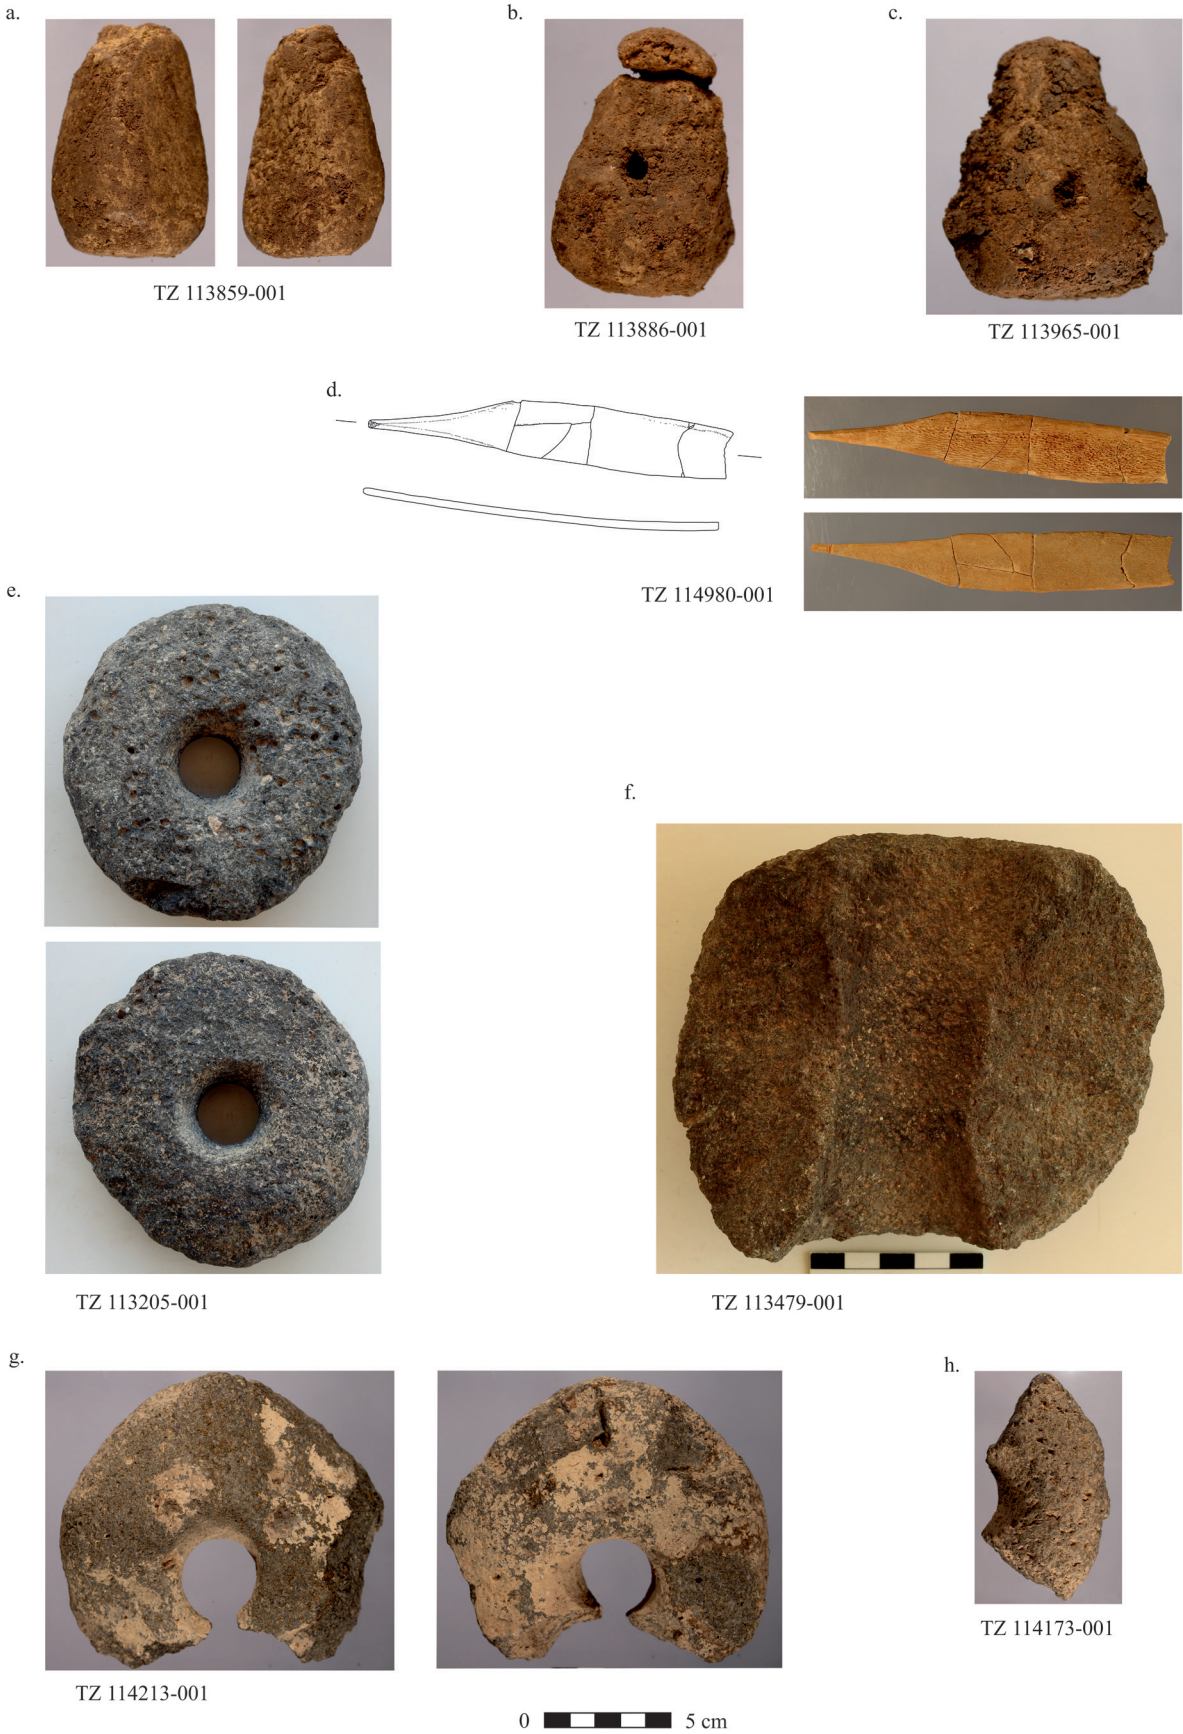 a.
b.
c.
TZ 113859-001
TZ 113886-001
TZ 113965-001
d.
TZ 114980-001
e.
f.
TZ 113205-001
TZ 113479-001
g.
h.
TZ 114173-001
TZ 114213-001
0 5 cm